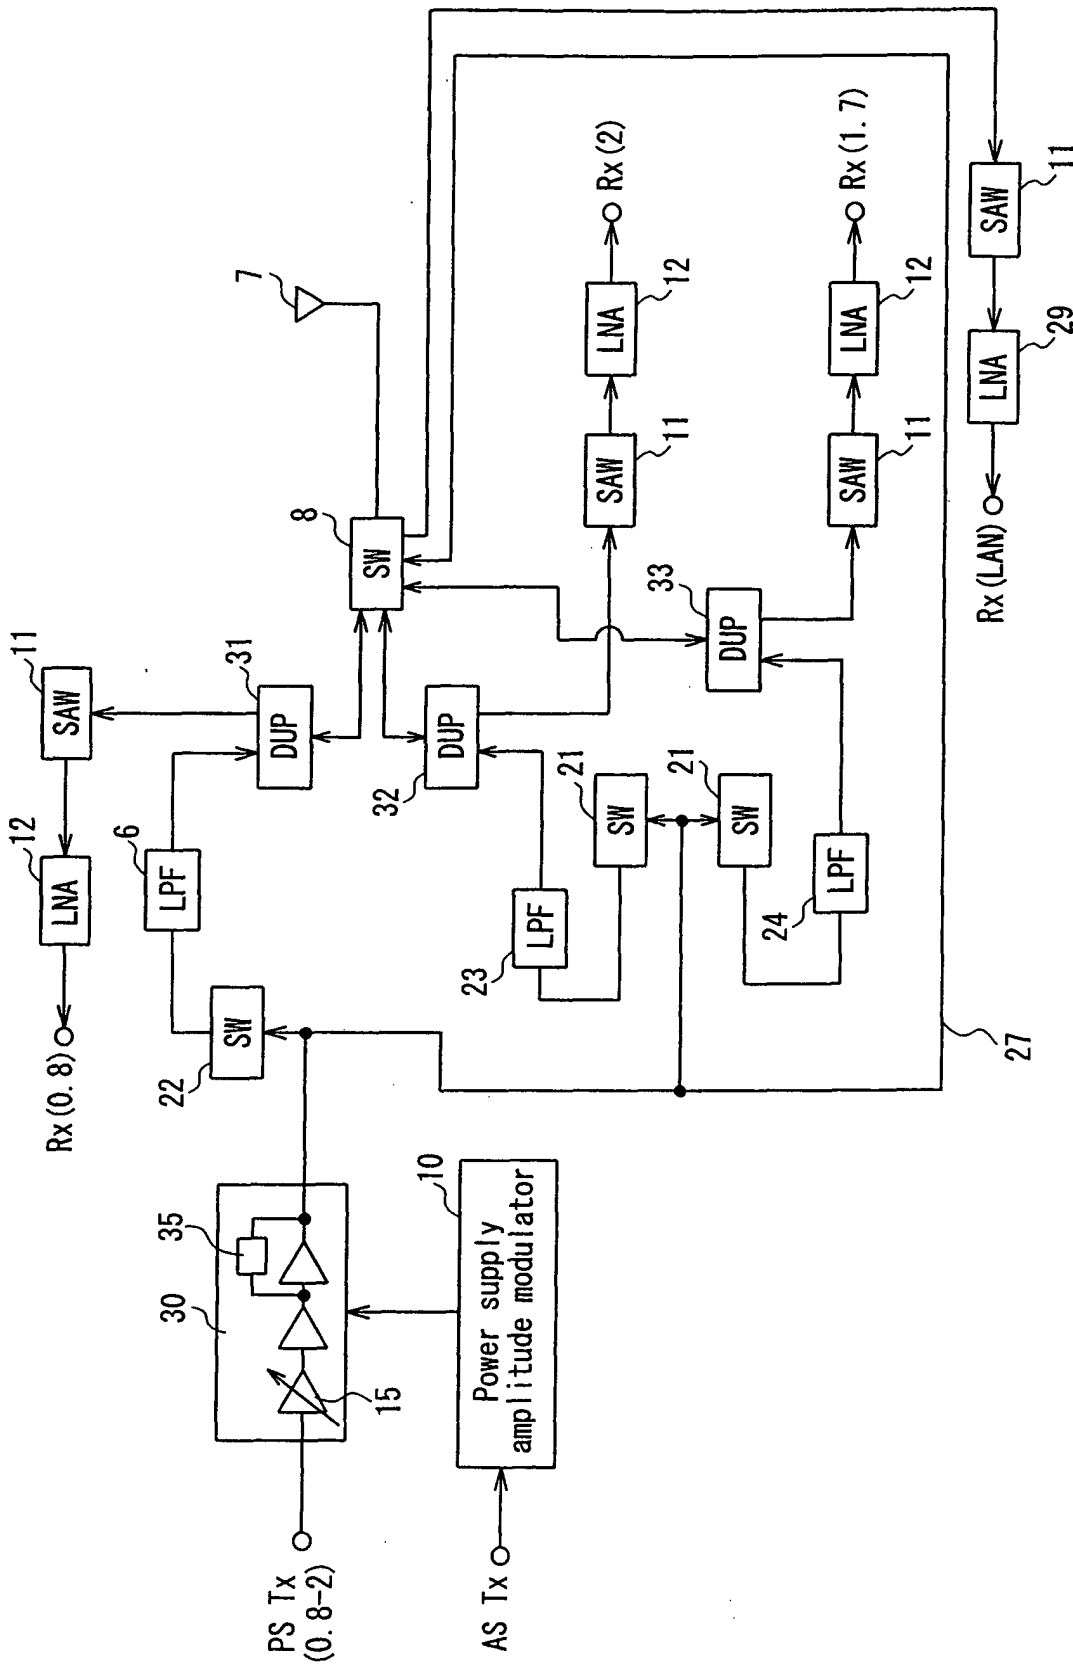 Rx(0.8)
12
LNA
11
SAW
22
SW
6
LPF
31
DUP
8
SW
7
PS Tx
(0.8-2)
30
35
15
10
Power supply
amplitude modulator
AS Tx
32
DUP
23
LPF
21
SW
21
SW
24
LPF
33
DUP
SAW
11
LNA
12
Rx(2)
SAW
11
LNA
12
Rx(1.7)
27
Rx(LAN)
LNA
29
SAW
11